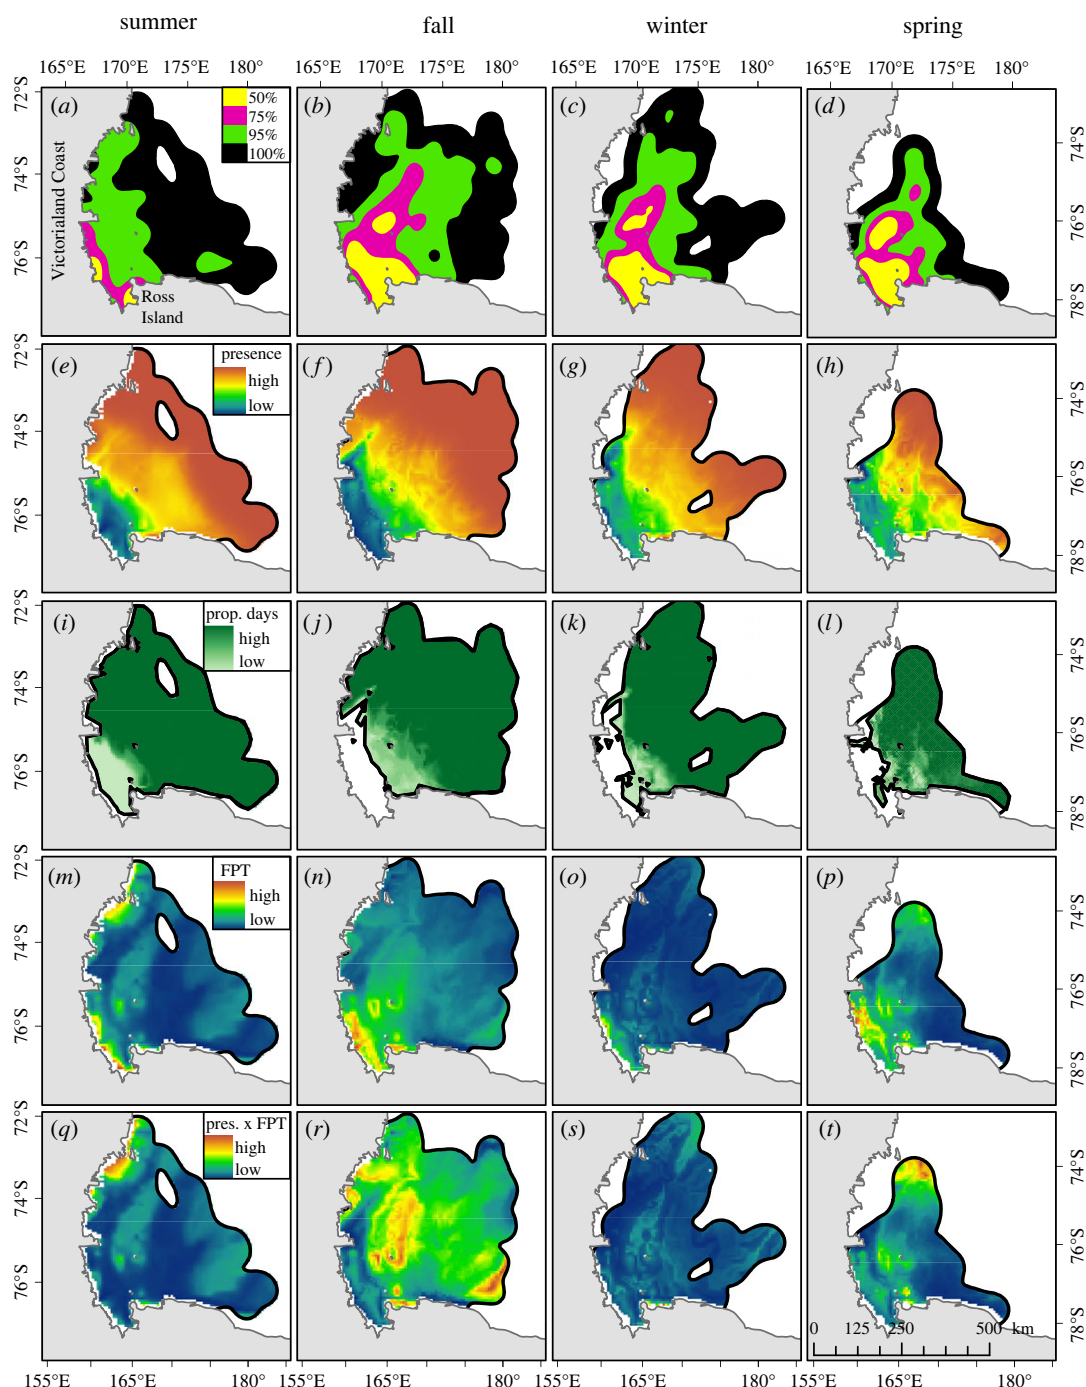 summer fall winter spring
165°E 170°E 175°E 180° 165°E 170°E 175°E 180° 165°E 170°E 175°E 180° 165°E 170°E 175°E 180°
72°S (a) 50% (b) (c) (d)
75%
95%
100%
74°S 74°S
Victorialand Coast
76°S 76°S
Ross
Island
78°S
72°S (e) presence (f) (g) (h)
high
low
74°S 74°S
76°S 76°S
78°S
72°S (i) prop. days (j) (k) (l)
high
low
74°S 74°S
76°S 76°S
78°S
72°S (m) FPT (n) (o) (p)
high
low
74°S 74°S
76°S 76°S
78°S
72°S (q) pres. x FPT (r) (s) (t)
high
low
74°S 74°S
76°S 76°S
78°S
0 125 250 500 km
155°E 165°E 180° 155°E 165°E 180° 155°E 165°E 180° 155°E 165°E 180°